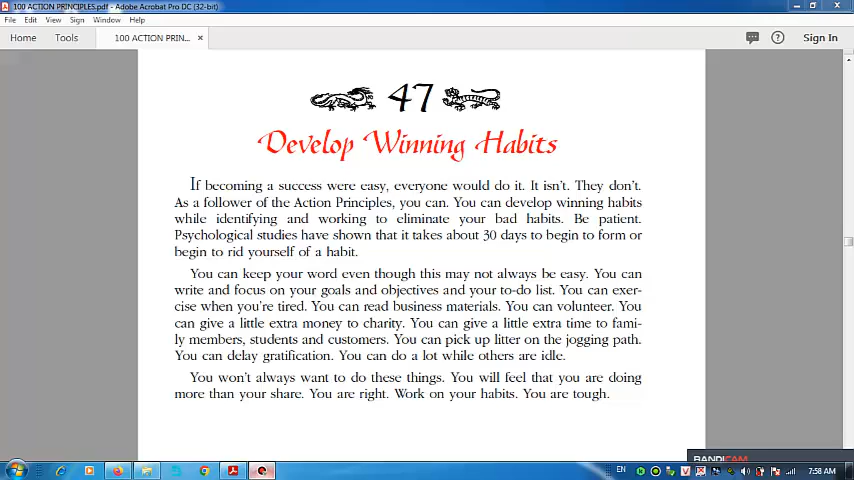 100 ACTION PRINCIPLES.pdf - Adobe Acrobat Pro DC (32-bit)
File Edit View Sign Window Help
Home Tools 100 ACTION PRIN... × Sign In
47
Develop Winning Habits
If becoming a success were easy, everyone would do it. It isn't. They don't.
As a follower of the Action Principles, you can. You can develop winning habits
while identifying and working to eliminate your bad habits. Be patient.
Psychological studies have shown that it takes about 30 days to begin to form or
begin to rid yourself of a habit.
You can keep your word even though this may not always be easy. You can
write and focus on your goals and objectives and your to-do list. You can exer-
cise when you're tired. You can read business materials. You can volunteer. You
can give a little extra money to charity. You can give a little extra time to fami-
ly members, students and customers. You can pick up litter on the jogging path.
You can delay gratification. You can do a lot while others are idle.
You won't always want to do these things. You will feel that you are doing
more than your share. You are right. Work on your habits. You are tough.
BANDICAM
EN 7:58 AM